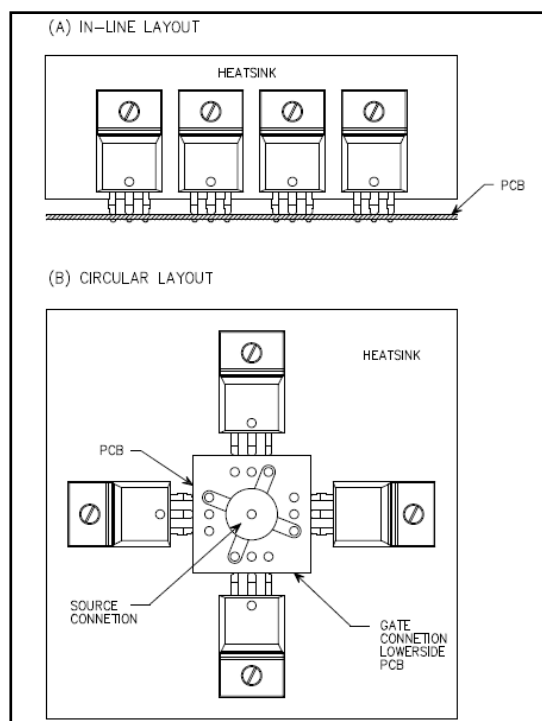 (A) IN-LINE LAYOUT
HEATSINK
PCB
(B) CIRCULAR LAYOUT
HEATSINK
PCB
SOURCE
CONNETION
GATE
CONNETION
LOWERSIDE
PCB